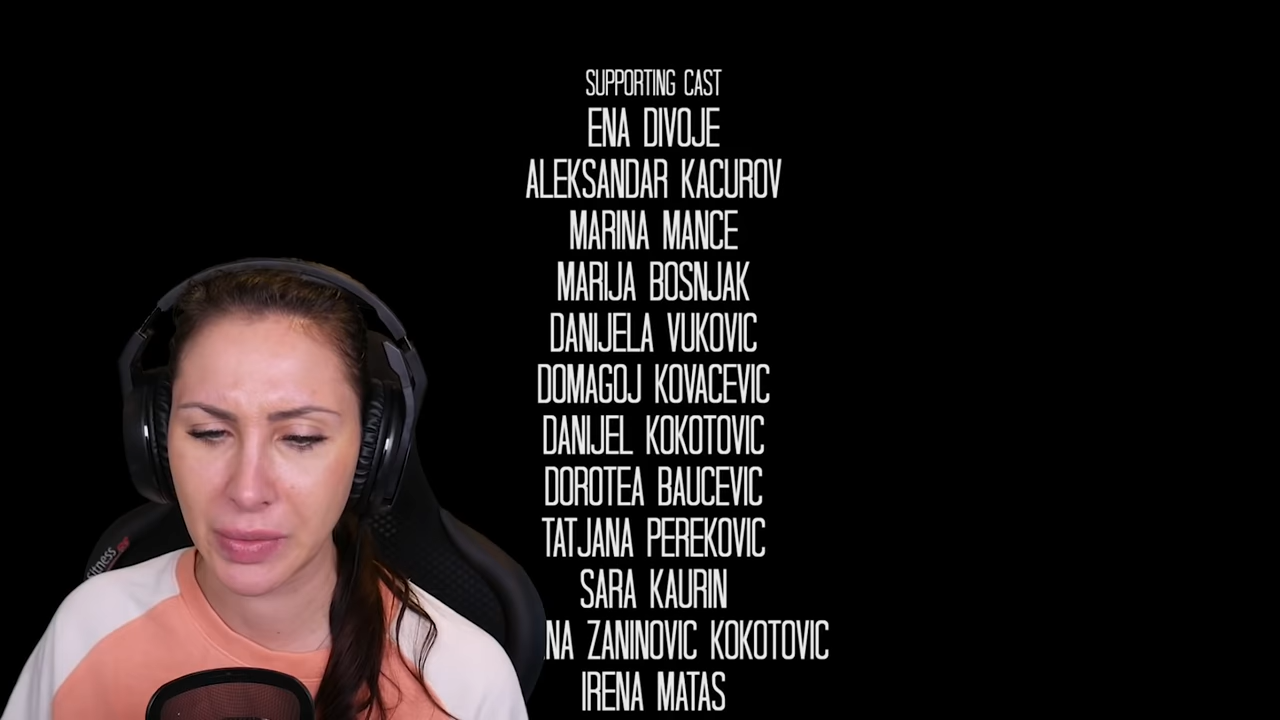 SUPPORTING CAST
ENA DIVOJE
ALEKSANDAR KACUROV
MARINA MANCE
MARIJA BOSNJAK
DANIJELA VUKOVIC
DOMAGOJ KOVACEVIC
DANIJEL KOKOTOVIC
DOROTEA BAUCEVIC
TATJANA PEREKOVIC
SARA KAURIN
ZANINOVIC KOKOTOVIC
IRENA MATAS